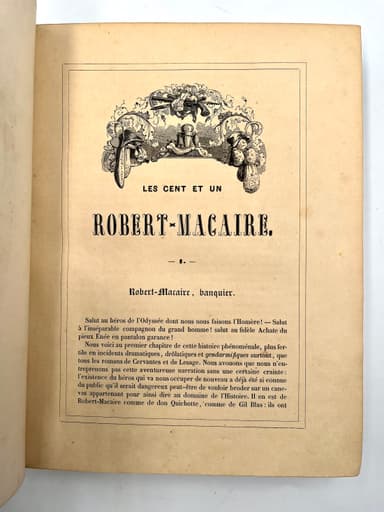 LES CENT ET UN
ROBERT-MACAIRE.
— 1. —
Robert-Macaire, banquier.
Salut au héros de l'Odyssée dont nous nous faisons l'Homère! — Salut
à l'inséparable compagnon du grand homme! salut au fidèle Achate du
pieux Enée en pantalon garance!
Nous voici au premier chapitre de cette histoire phénoménale, plus fer-
tile en incidents dramatiques, drôlatiques et gendarmifiques surtout, que
tous les romans de Cervantes et de Lesage. Nous avouons que nous n'en-
treprenons pas cette aventureuse narration sans une certaine crainte:
l'existence du héros qui va nous occuper de nouveau a déjà été si connue
du public qu'il serait dangereux peut-être de vouloir broder sur un cane-
vas appartenant pour ainsi dire au domaine de l'Histoire. Il en est de
Robert-Macaire comme de don Quichotte, comme de Gil Blas: ils ont